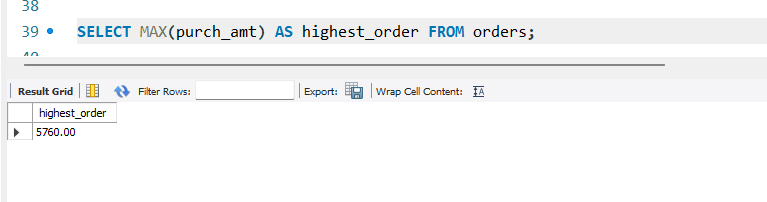 38
39 SELECT MAX(purch_amt) AS highest_order FROM orders;
Result Grid Filter Rows: Export: Wrap Cell Content: IA
highest_order
5760.00